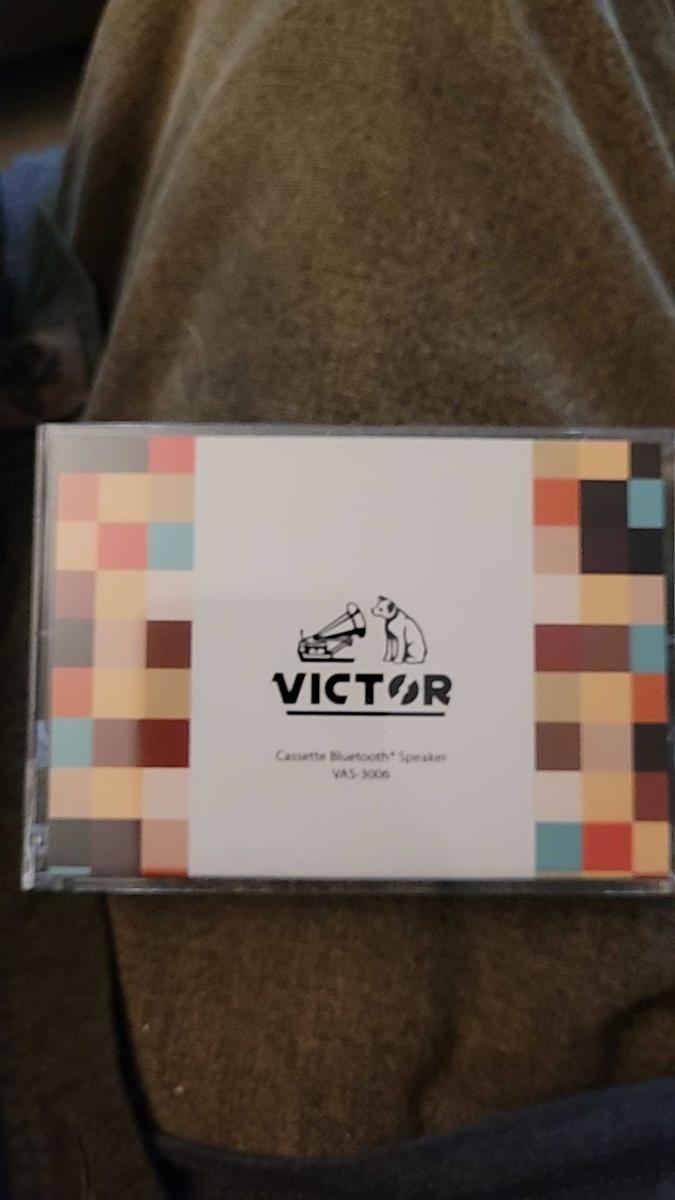 VICTOR
Cassette Bluetooth® Speaker
VAS-3006